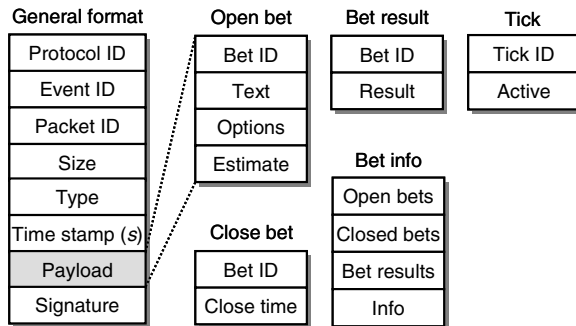 General format
Protocol ID
Event ID
Packet ID
Size
Type
Time stamp (s)
Payload
Signature
Open bet
Bet ID
Text
Options
Estimate
Close bet
Bet ID
Close time
Bet result
Bet ID
Result
Bet info
Open bets
Closed bets
Bet results
Info
Tick
Tick ID
Active